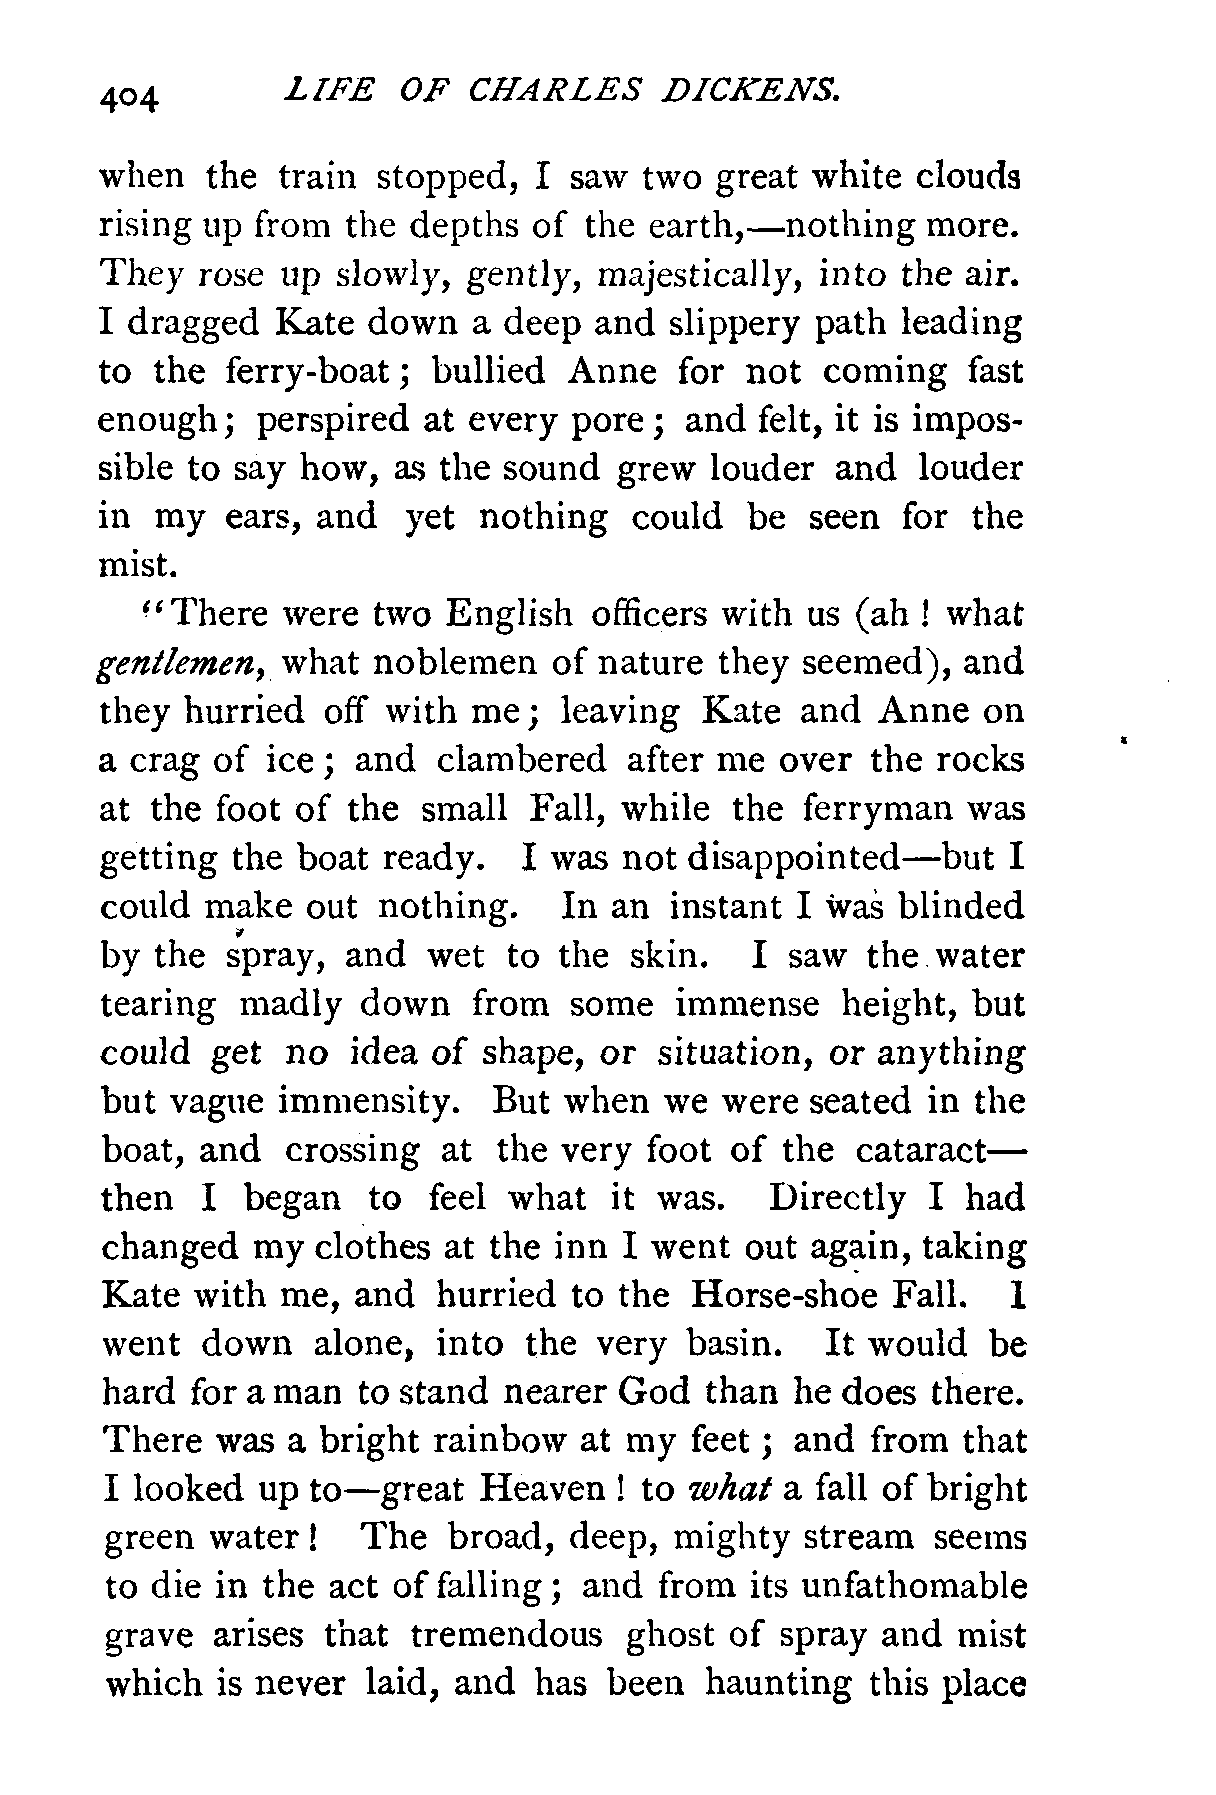 404 LIFE OF CHARLES DICKENS.
when the train stopped, I saw two great white clouds
rising up from the depths of the earth,—nothing more.
They rose up slowly, gently, majestically, into the air.
I dragged Kate down a deep and slippery path leading
to the ferry-boat ; bullied Anne for not coming fast
enough ; perspired at every pore ; and felt, it is impos-
sible to say how, as the sound grew louder and louder
in my ears, and yet nothing could be seen for the
mist.
“There were two English officers with us (ah ! what
gentlemen, what noblemen of nature they seemed), and
they hurried off with me ; leaving Kate and Anne on
a crag of ice ; and clambered after me over the rocks
at the foot of the small Fall, while the ferryman was
getting the boat ready. I was not disappointed—but I
could make out nothing. In an instant I was blinded
by the spray, and wet to the skin. I saw the water
tearing madly down from some immense height, but
could get no idea of shape, or situation, or anything
but vague immensity. But when we were seated in the
boat, and crossing at the very foot of the cataract—
then I began to feel what it was. Directly I had
changed my clothes at the inn I went out again, taking
Kate with me, and hurried to the Horse-shoe Fall. I
went down alone, into the very basin. It would be
hard for a man to stand nearer God than he does there.
There was a bright rainbow at my feet ; and from that
I looked up to—great Heaven ! to what a fall of bright
green water ! The broad, deep, mighty stream seems
to die in the act of falling ; and from its unfathomable
grave arises that tremendous ghost of spray and mist
which is never laid, and has been haunting this place